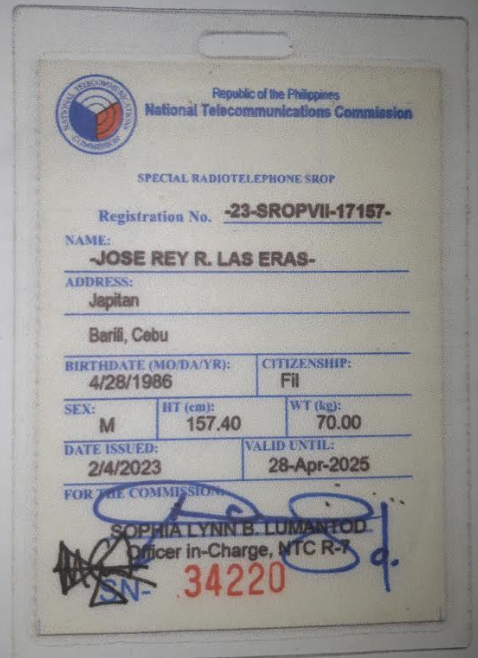 Republic of the Philippines
National Telecommunications Commission
NATIONAL TELECOMMUNICATIONS COMMISSION
SPECIAL RADIOTELEPHONE SROP
Registration No. -23-SROPVII-17157-
NAME:
-JOSE REY R. LAS ERAS-
ADDRESS:
Japitan
Barili, Cebu
BIRTHDATE (MO/DA/YR): CITIZENSHIP:
4/28/1986 Fil
SEX: HT (cm): WT (kg):
M 157.40 70.00
DATE ISSUED: VALID UNTIL:
2/4/2023 28-Apr-2025
FOR THE COMMISSION:
SOPHIA LYNN B. LUMANTOD
Officer in-Charge, NTC R-7
SN- 34220